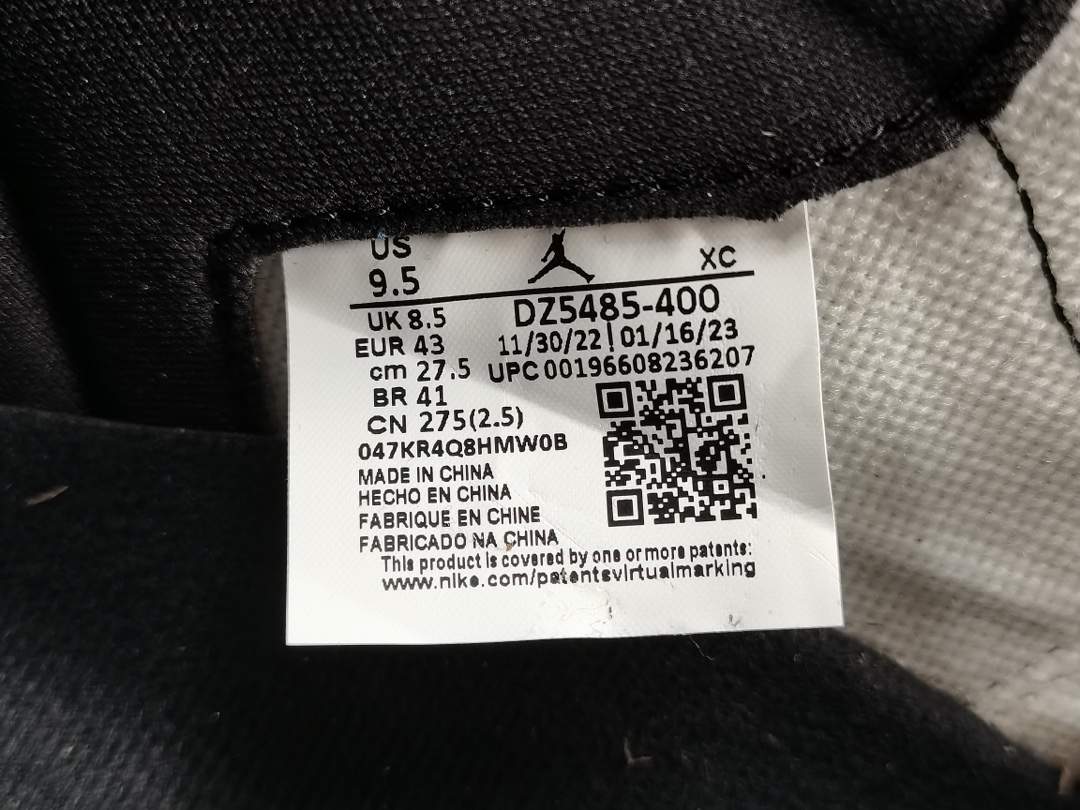 US
9.5
XC
UK 8.5
DZ5485-400
EUR 43
11/30/22 | 01/16/23
cm 27.5
UPC 00196608236207
BR 41
CN 275(2.5)
047KR4Q8HMW0B
MADE IN CHINA
HECHO EN CHINA
FABRIQUE EN CHINE
FABRICADO NA CHINA
This product is covered by one or more patents:
www.nike.com/patentsvirtualmarking